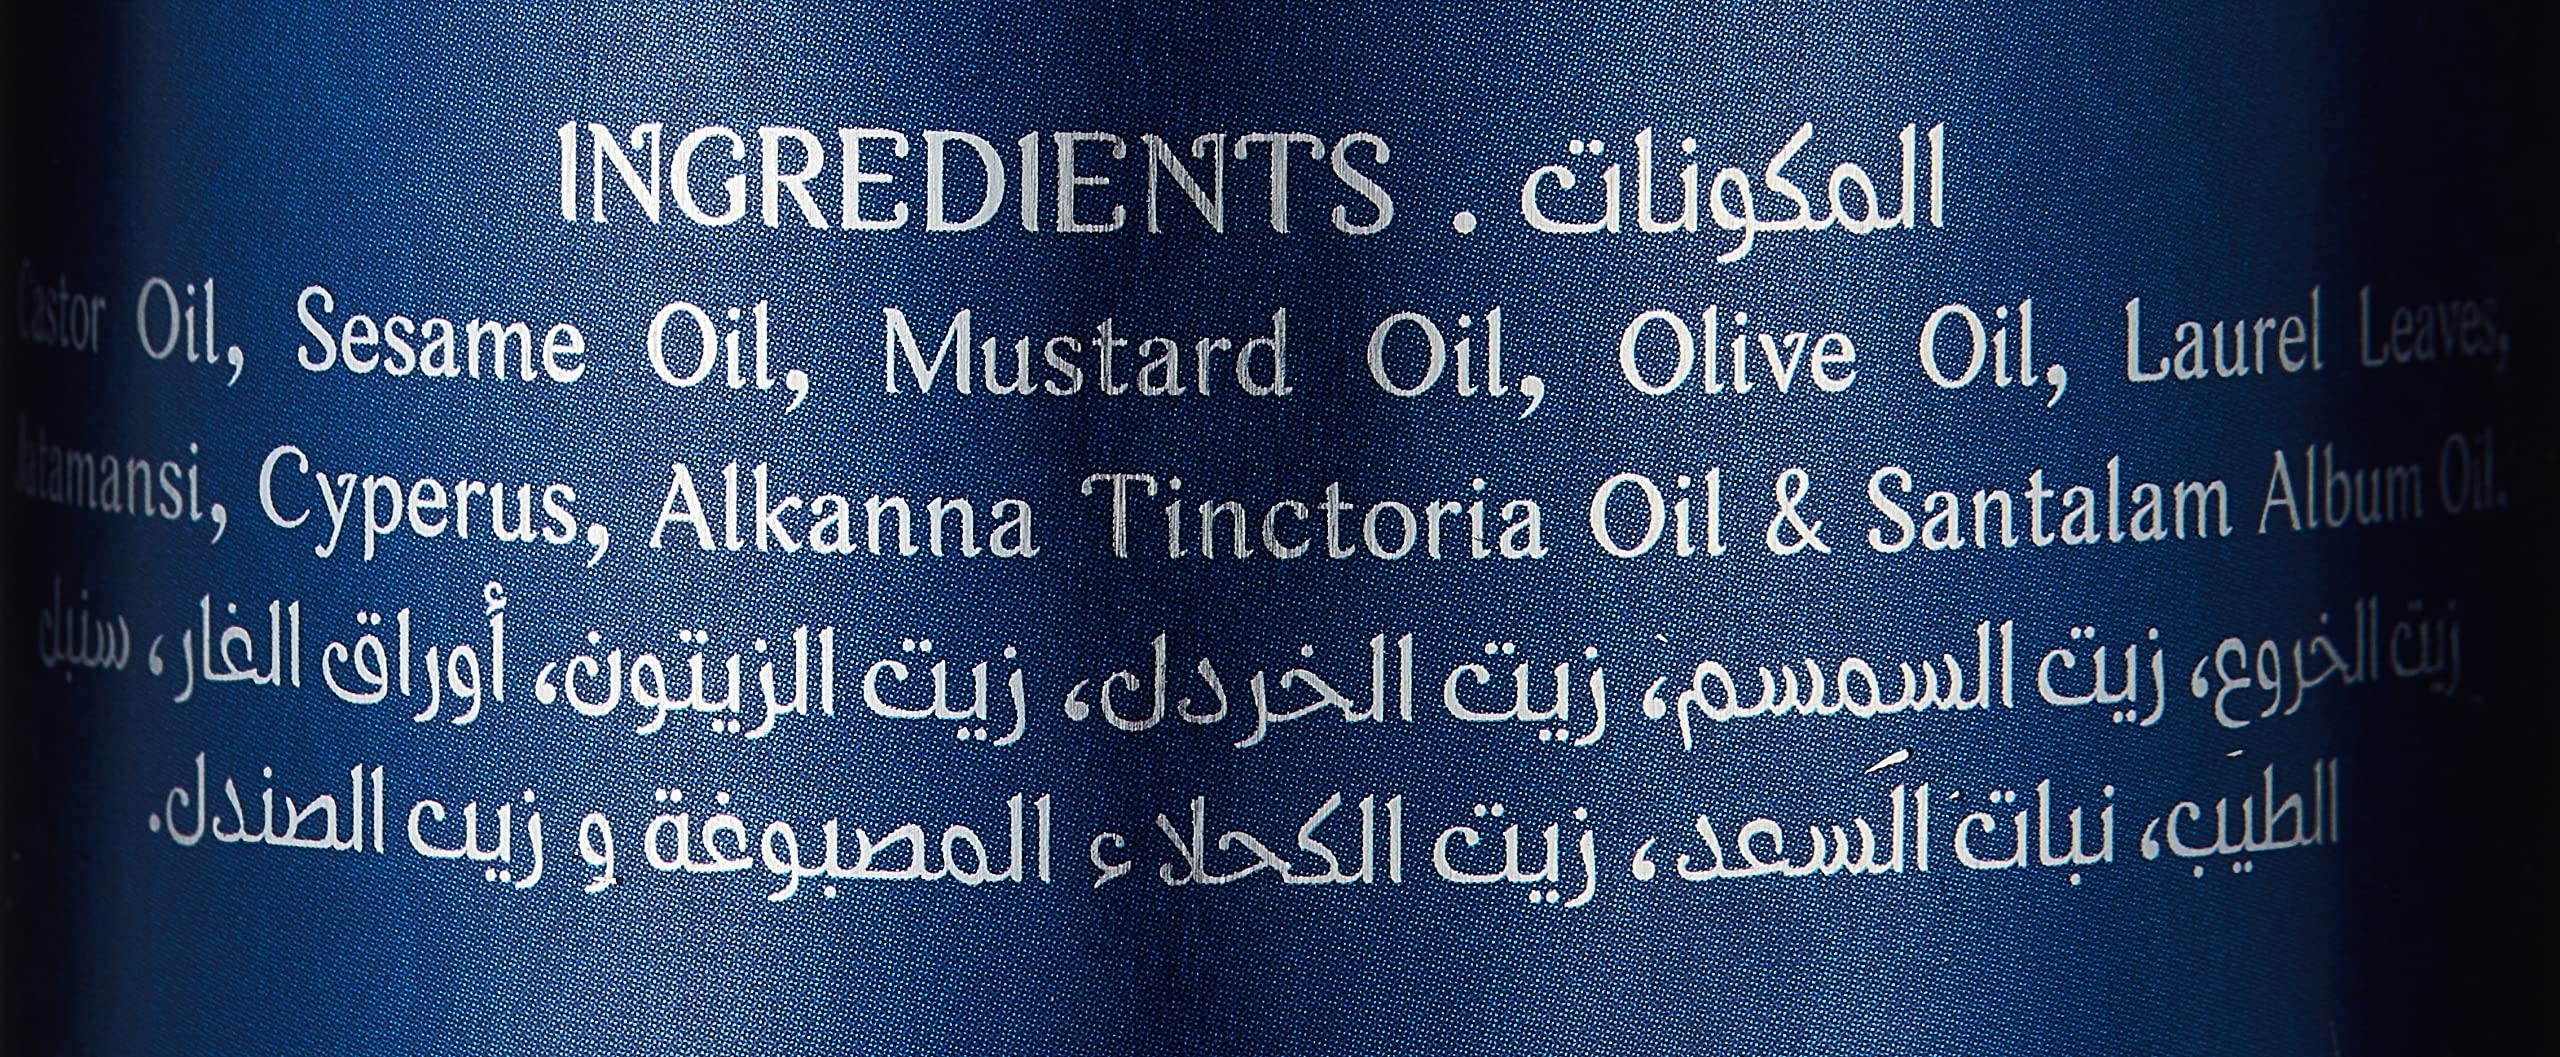 INGREDIENTS . المكونات
Castor Oil, Sesame Oil, Mustard Oil, Olive Oil, Laurel Leaves,
Jatamansi, Cyperus, Alkanna Tinctoria Oil & Santalam Album Oil.
زيت الخروع، زيت السمسم، زيت الخردل، زيت الزيتون، أوراق الغار، سنبل
الطيب، نبات السعد، زيت الكحلاء المصبوغة و زيت الصندل.